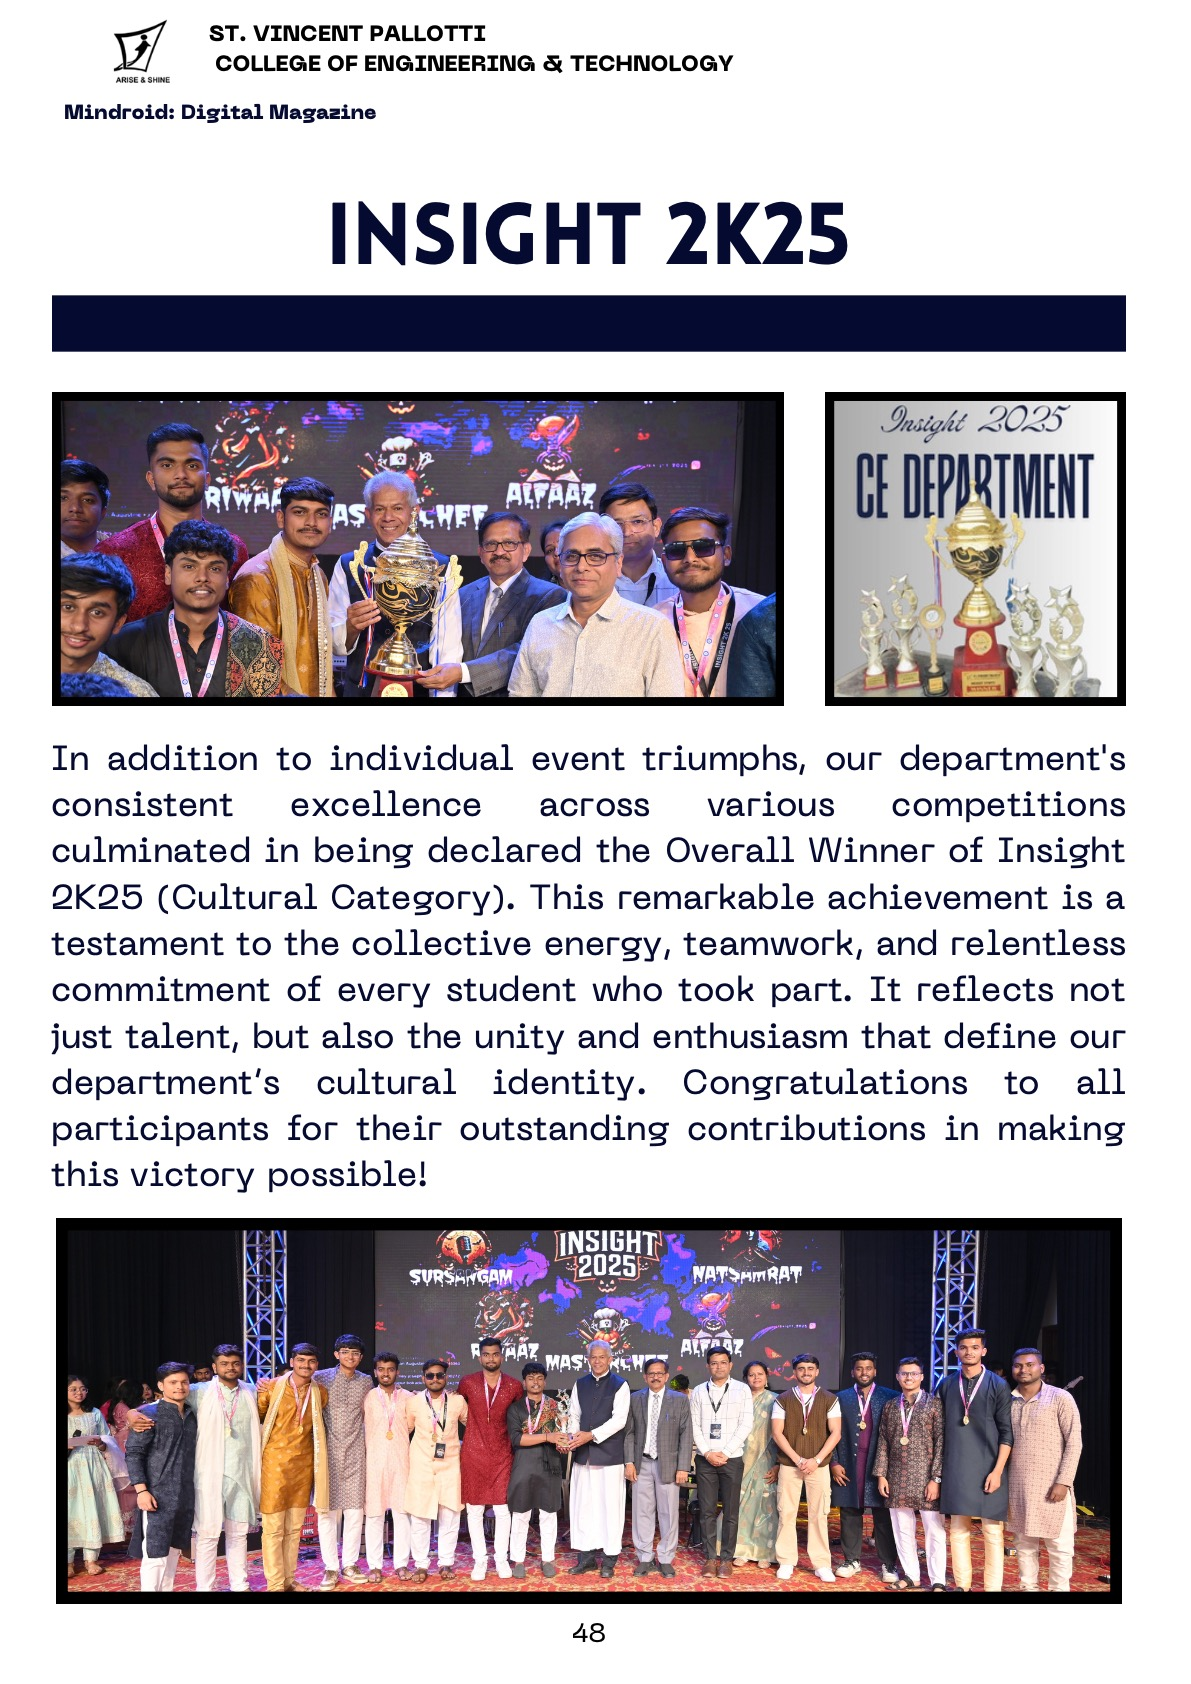 ST. VINCENT PALLOTTI
COLLEGE OF ENGINEERING & TECHNOLOGY
ARISE & SHINE
Mindroid: Digital Magazine
INSIGHT 2K25
ALFAAZ
INSIGHT 2K 25
Insight 2025
CE DEPARTMENT
WINNER
In addition to individual event triumphs, our department's
consistent excellence across various competitions
culminated in being declared the Overall Winner of Insight
2K25 (Cultural Category). This remarkable achievement is a
testament to the collective energy, teamwork, and relentless
commitment of every student who took part. It reflects not
just talent, but also the unity and enthusiasm that define our
department’s cultural identity. Congratulations to all
participants for their outstanding contributions in making
this victory possible!
INSIGHT
2025
SURSANGAM
NATSAMRAT
ALFAAZ
48